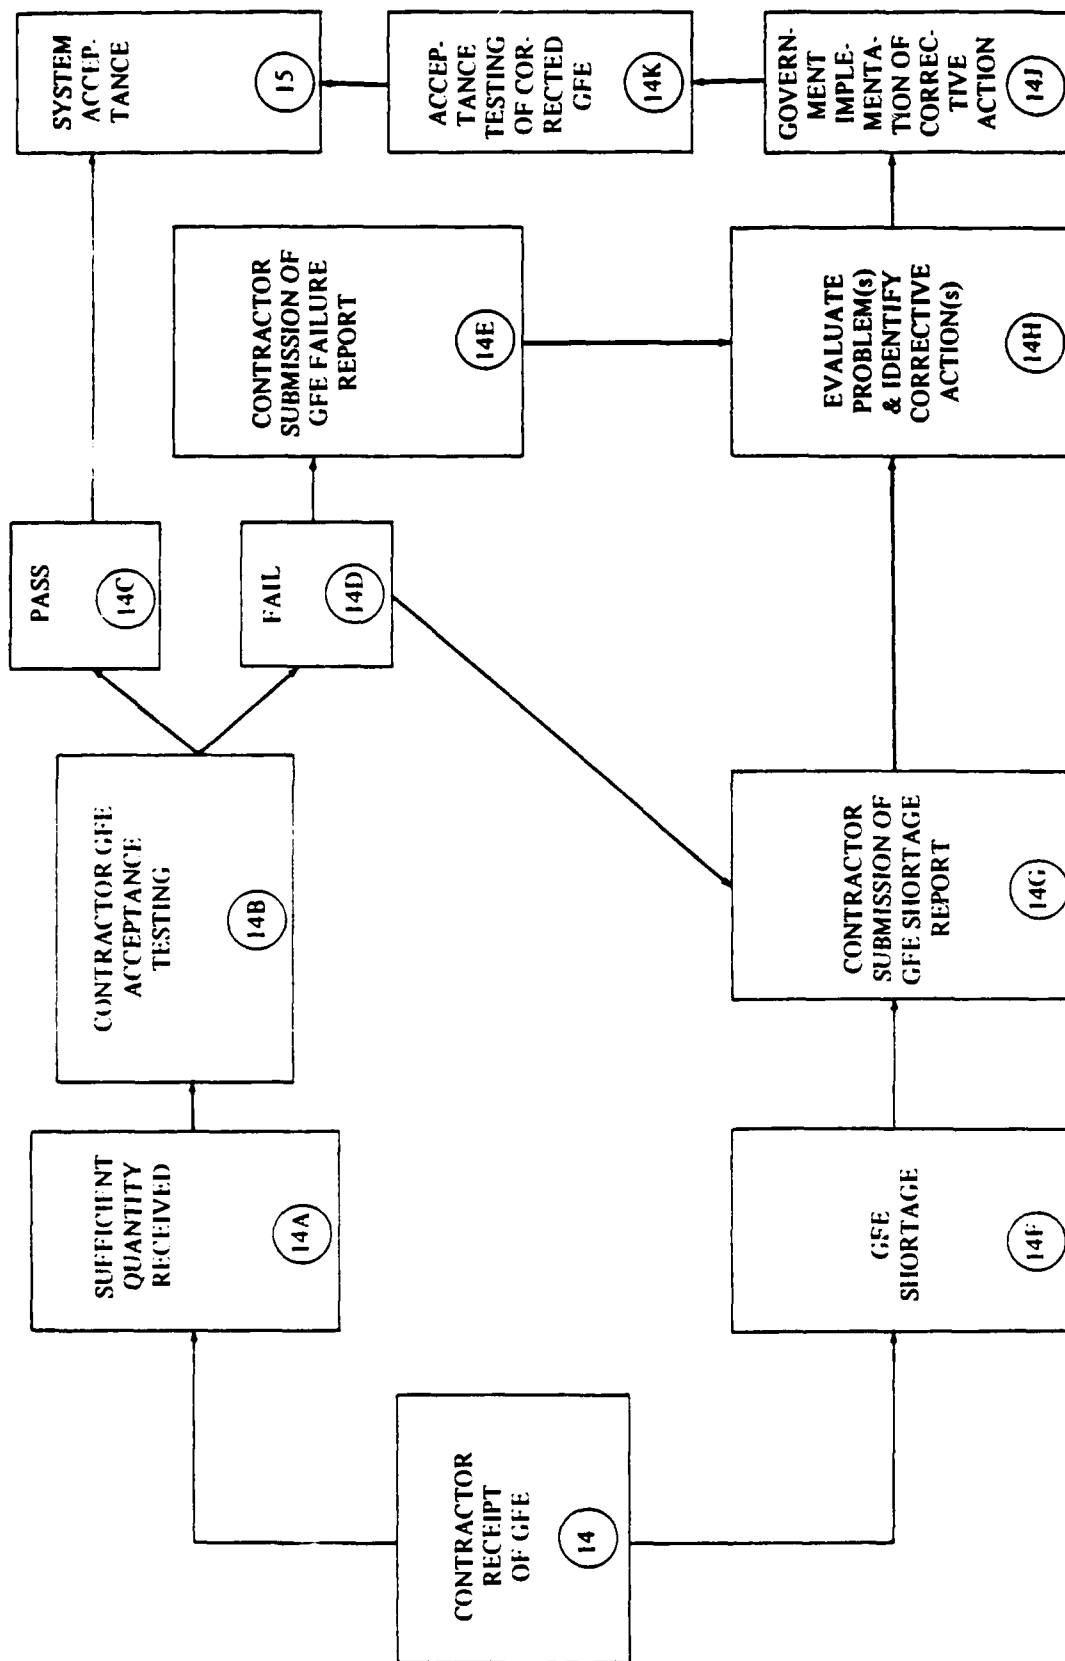 CONTRACTOR
RECEIPT
OF GFE
14
SUFFICIENT
QUANTITY
RECEIVED
14A
CONTRACTOR GFE
ACCEPTANCE
TESTING
14B
PASS
14C
FAIL
14D
CONTRACTOR
SUBMISSION OF
GFE FAILURE
REPORT
14E
GFE
SHORTAGE
14F
CONTRACTOR
SUBMISSION OF
GFE SHORTAGE
REPORT
14G
EVALUATE
PROBLEM(s)
& IDENTIFY
CORRECTIVE
ACTION(s)
14H
GOVERN-
MENT
IMPLE-
MENTA-
TION OF
CORREC-
TIVE
ACTION
14J
ACCEP-
TANCE
TESTING
OF COR-
RECTED
GFE
14K
SYSTEM
ACCEP-
TANCE
15